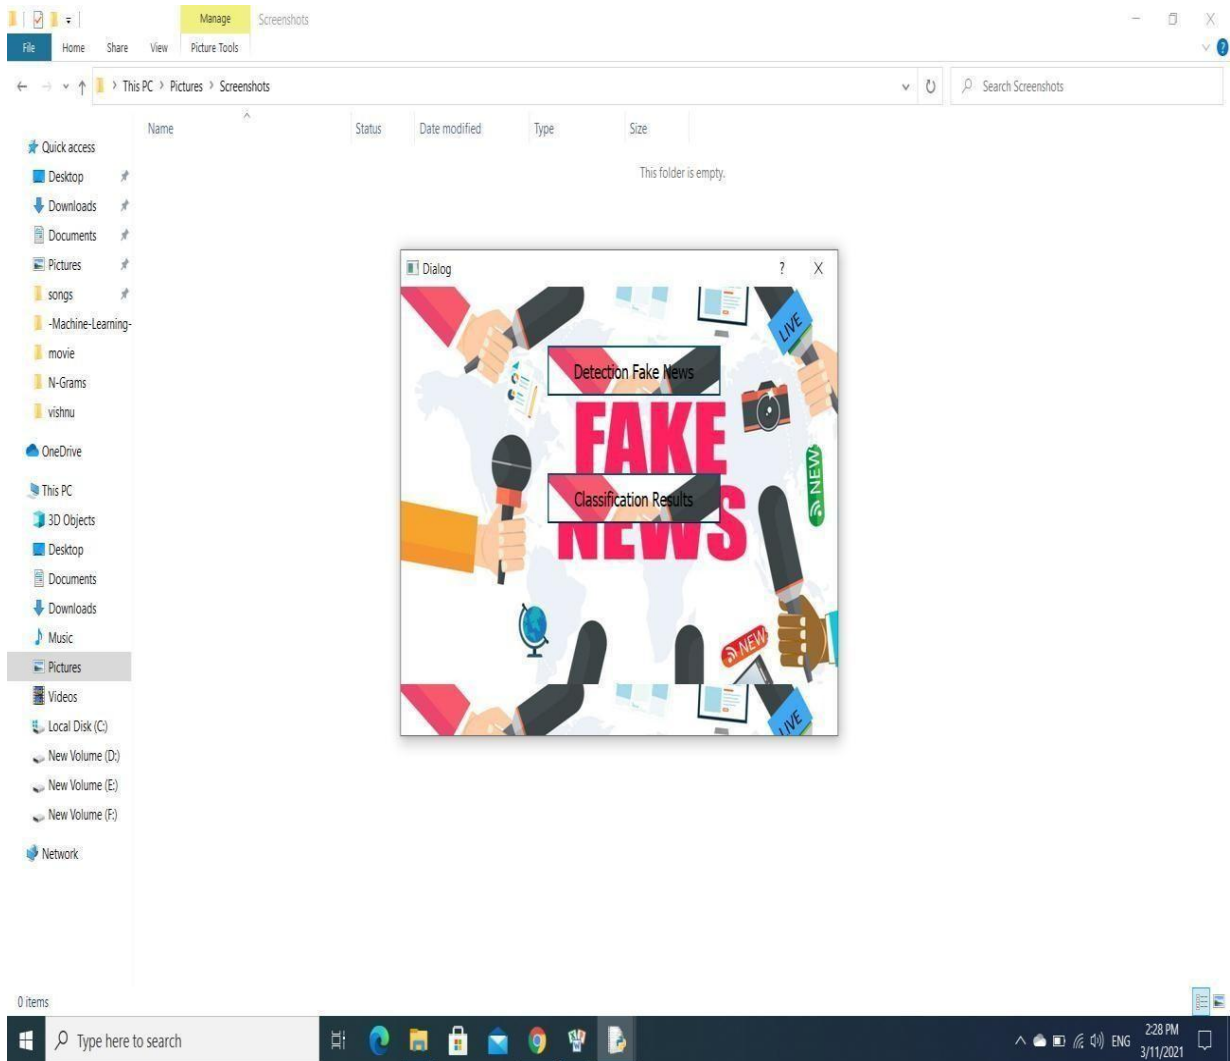 Manage Screenshots
File Home Share View Picture Tools
This PC > Pictures > Screenshots
Search Screenshots
Name Status Date modified Type Size
This folder is empty.
Quick access
Desktop
Downloads
Documents
Pictures
songs
-Machine-Learning-
movie
N-Grams
vishnu
OneDrive
This PC
3D Objects
Desktop
Documents
Downloads
Music
Pictures
Videos
Local Disk (C:)
New Volume (D:)
New Volume (E:)
New Volume (F:)
Network
Dialog ? X
LIVE
Detection Fake News
FAKE
NEW
Classification Results
NEWS
NEW
LIVE
0 items
Type here to search
ENG
2:28 PM
3/11/2021